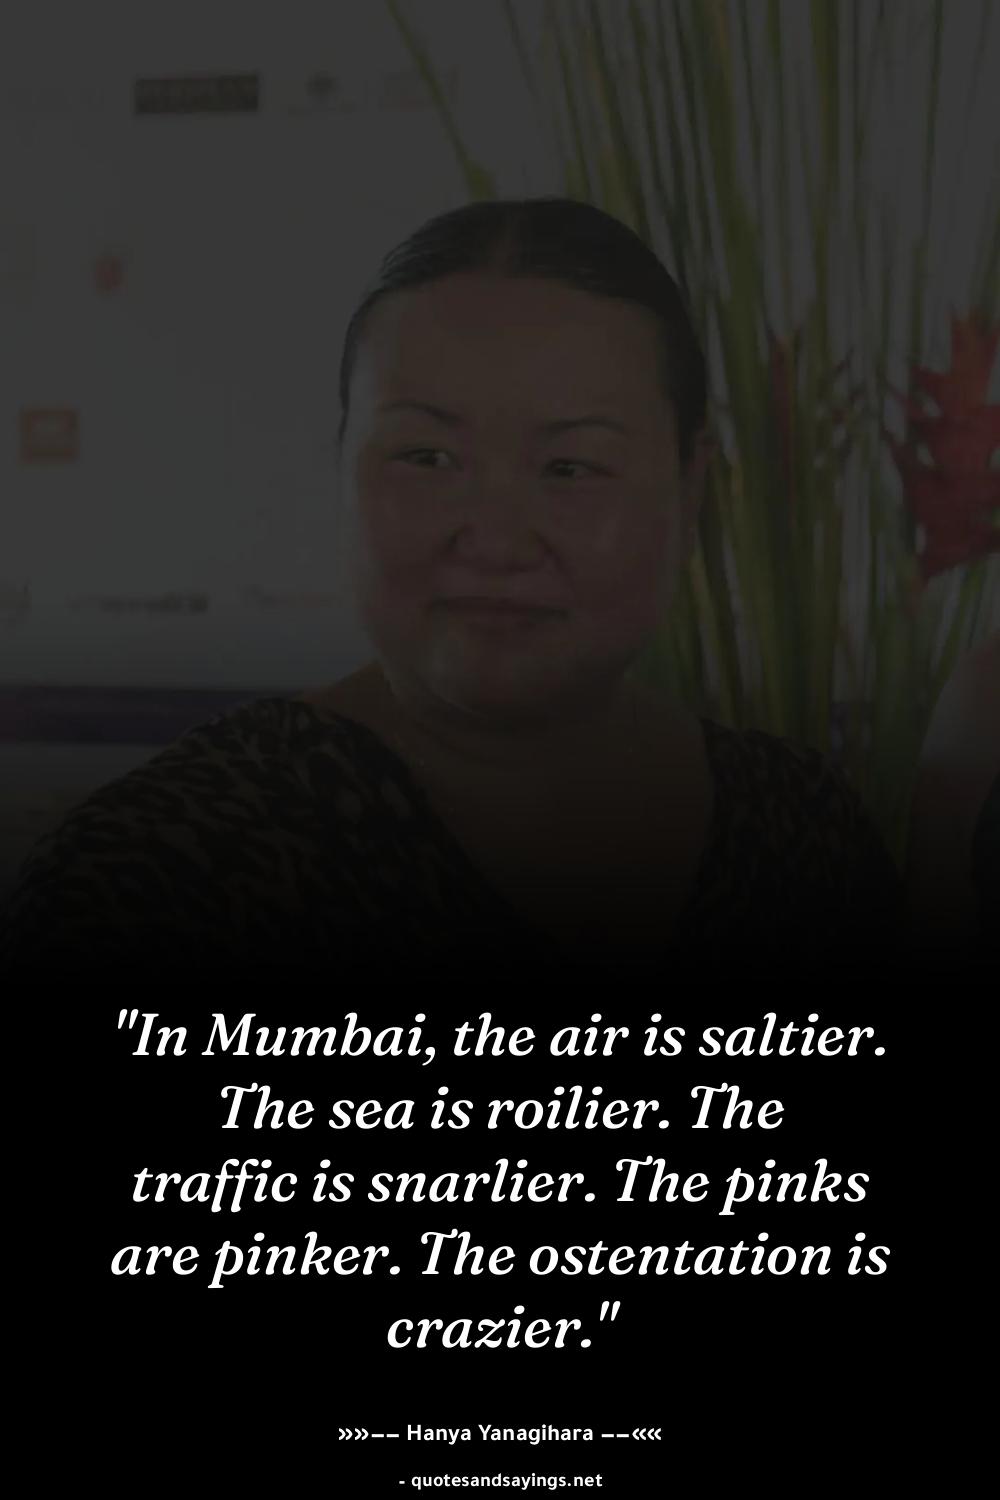 "In Mumbai, the air is saltier.
The sea is roilier. The
traffic is snarlier. The pinks
are pinker. The ostentation is
crazier."
»»–– Hanya Yanagihara ––««
- quotesandsayings.net